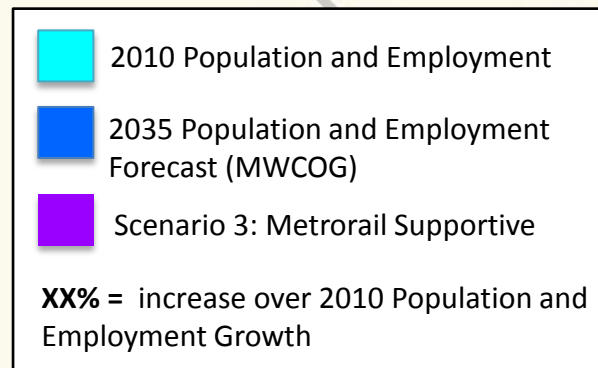 2010 Population and Employment
2035 Population and Employment
Forecast (MWCOG)
Scenario 3: Metrorail Supportive
XX% = increase over 2010 Population and
Employment Growth